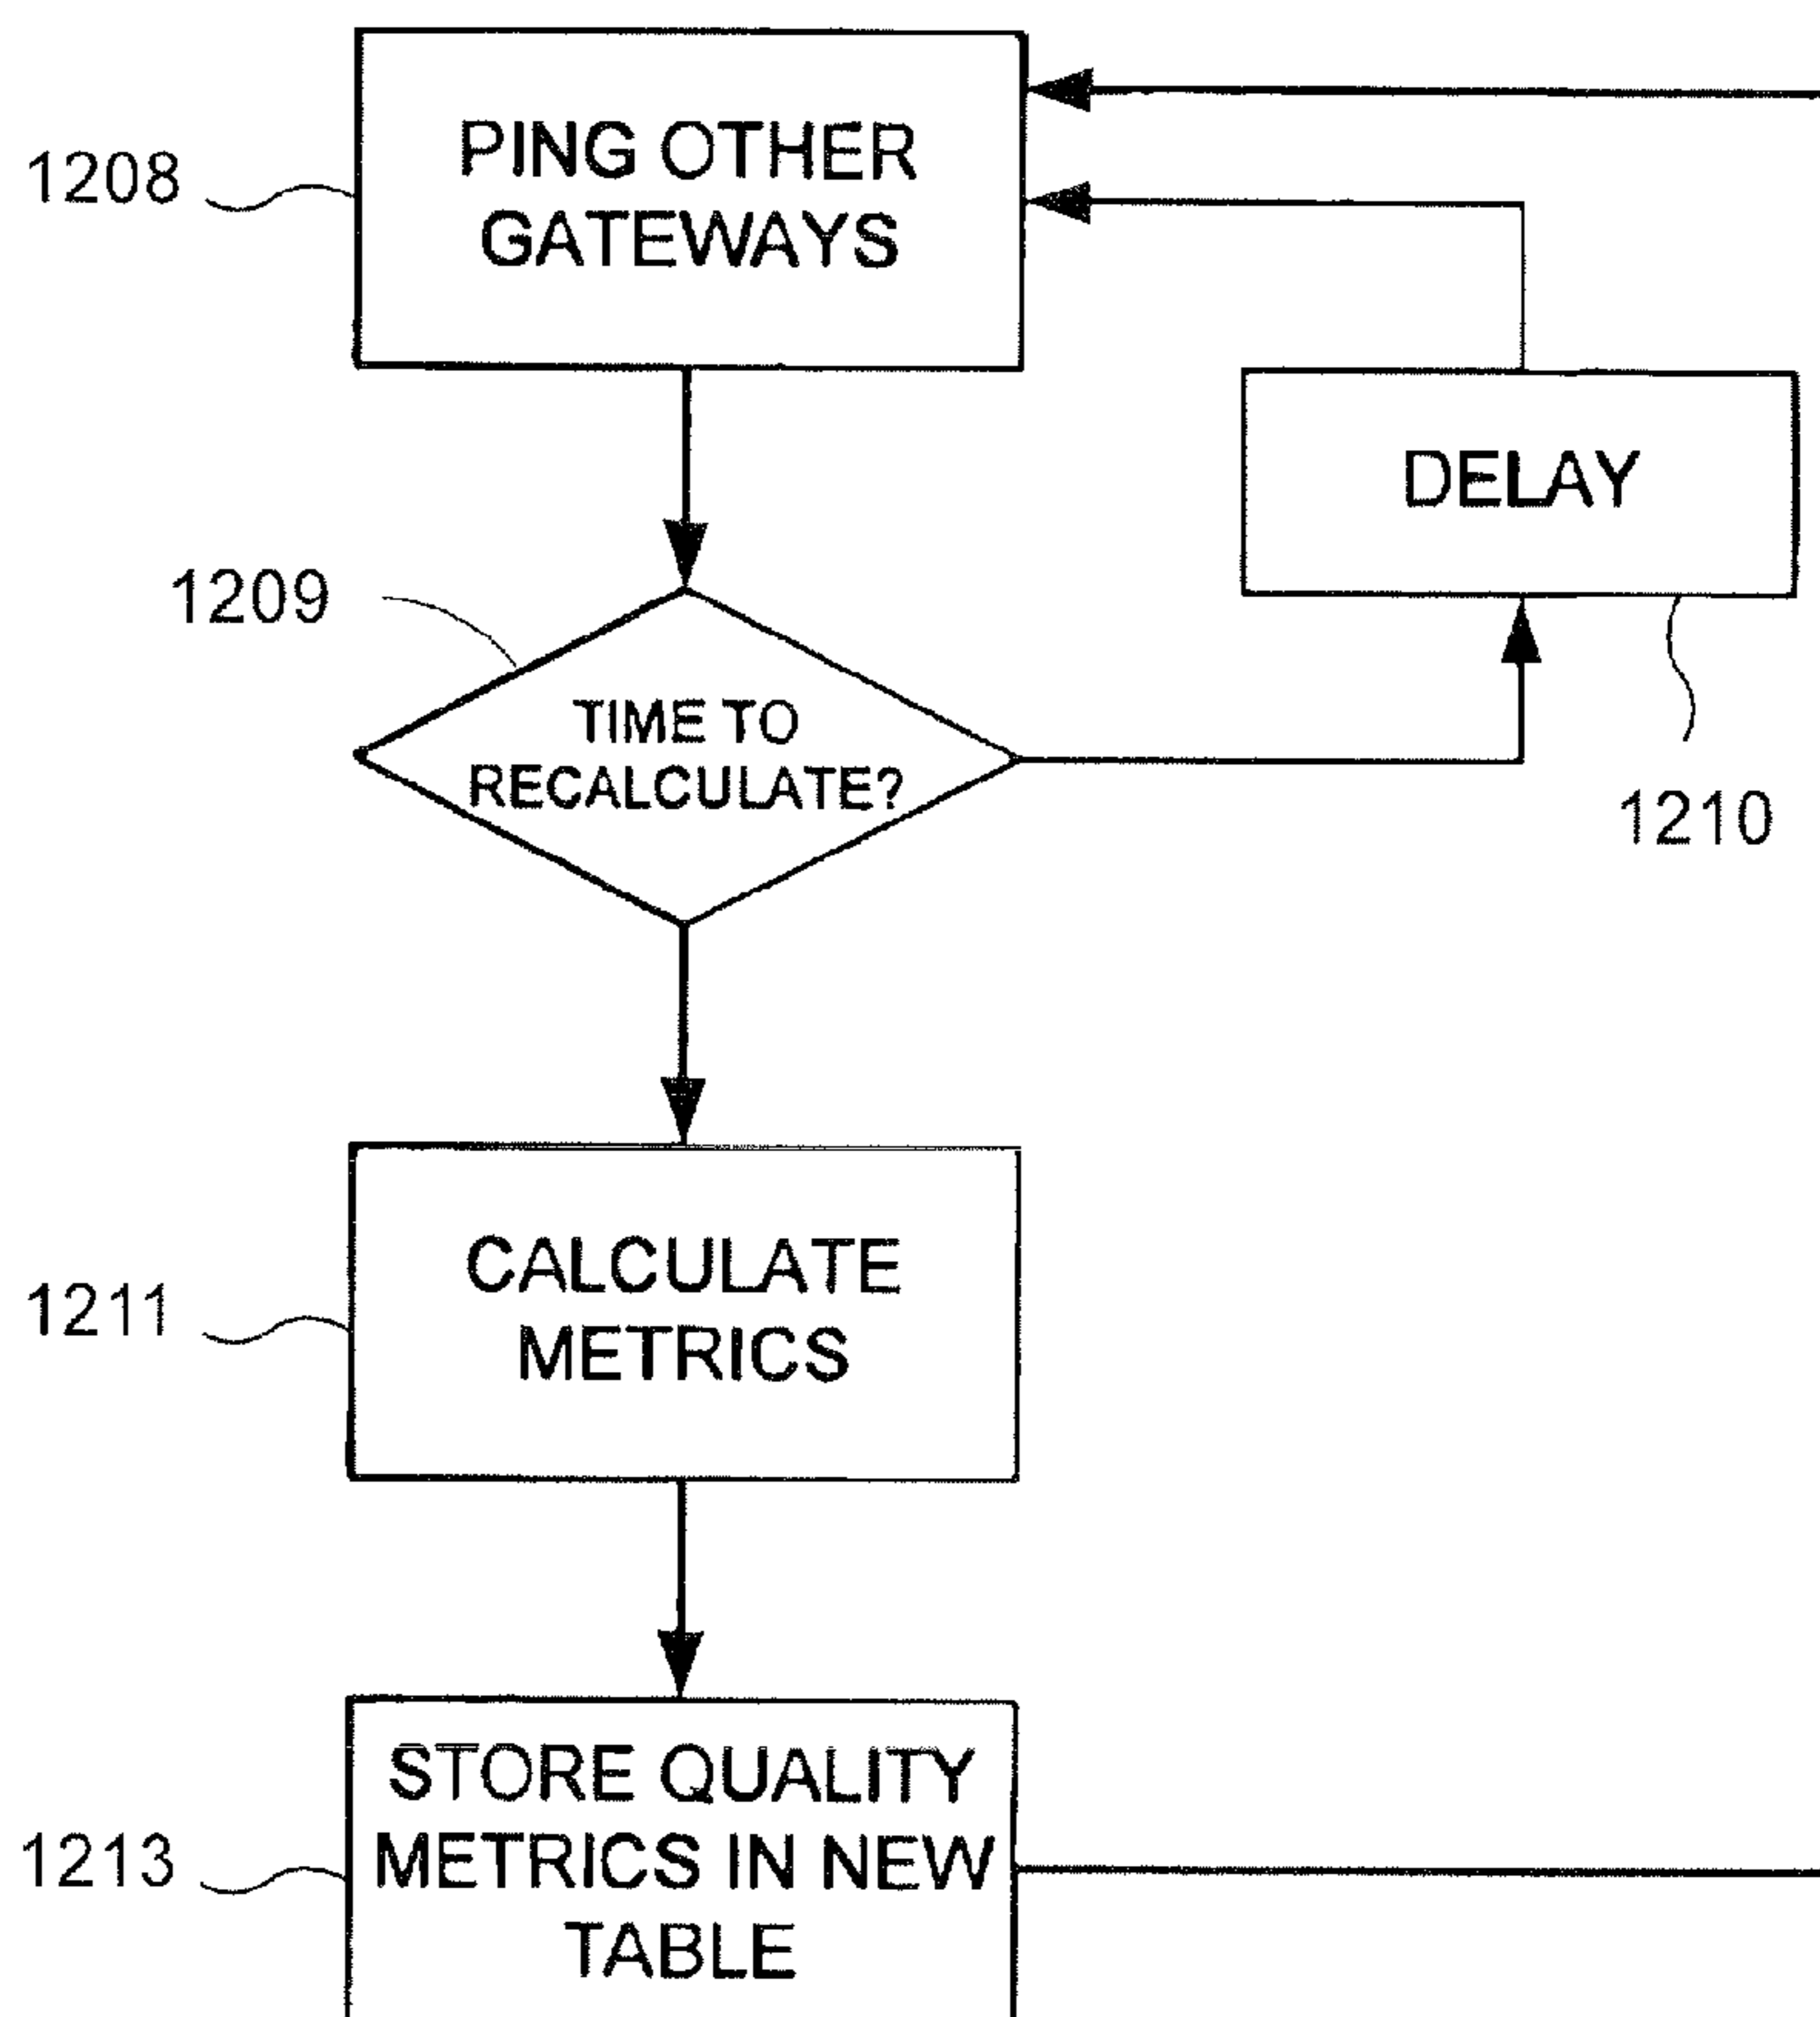 1208
PING OTHER
GATEWAYS
DELAY
1209
TIME TO
RECALCULATE?
1210
CALCULATE
METRICS
1211
STORE QUALITY
METRICS IN NEW
TABLE
1213